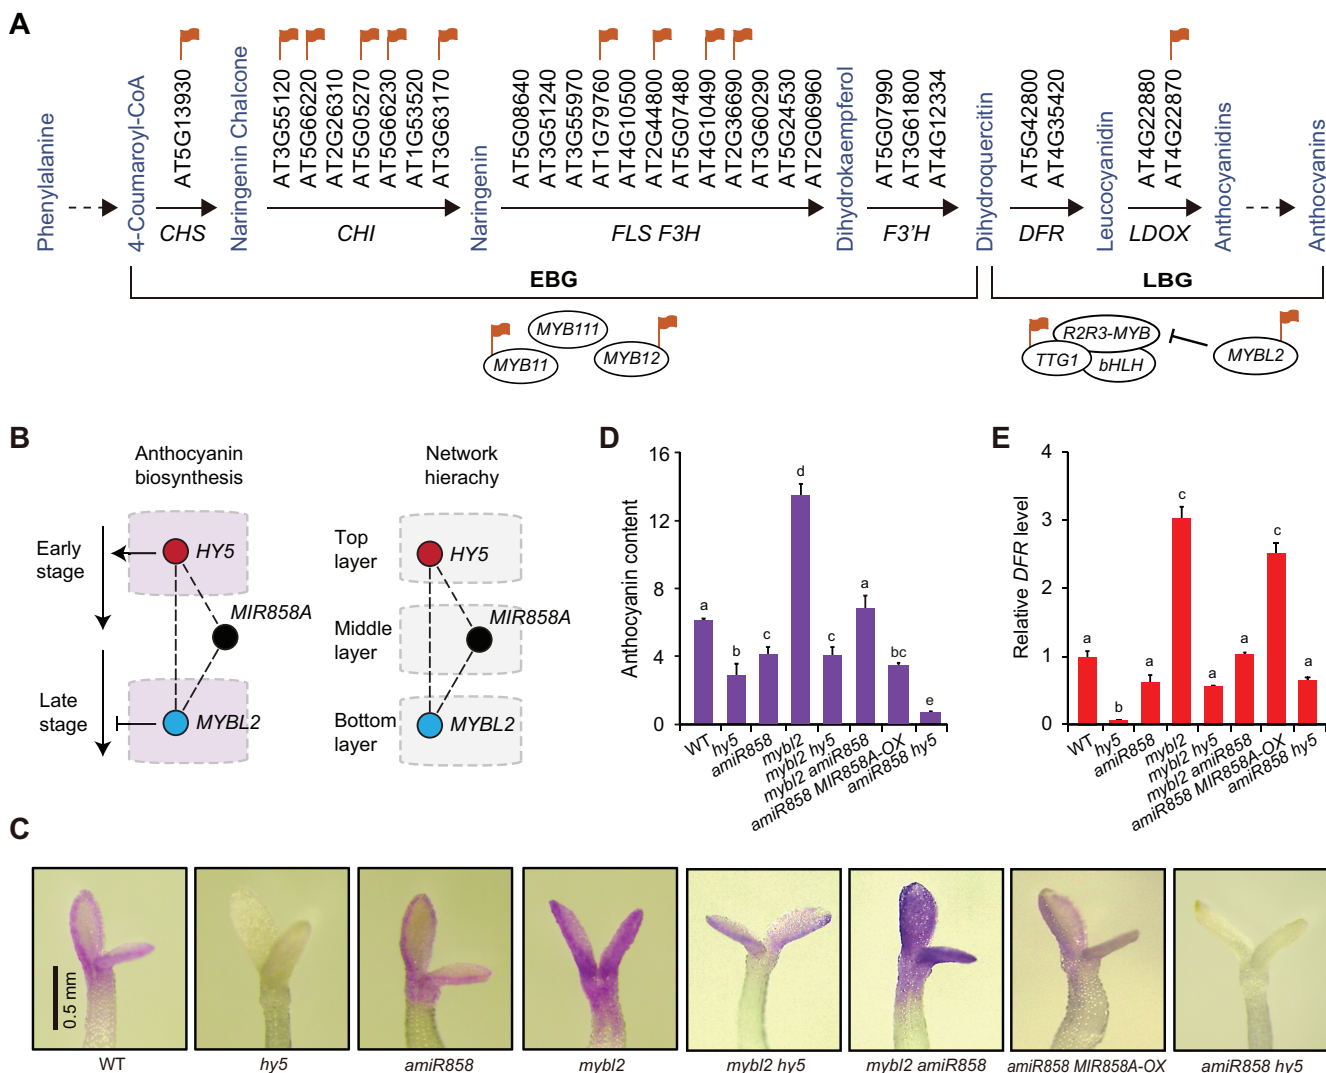 A
Phenylalanine
4-Coumaroyl-CoA
AT5G13930
CHS
Naringenin Chalcone
AT3G55120
AT5G66220
AT2G26310
AT5G05270
AT5G66230
AT1G53520
AT3G63170
CHI
Naringenin
AT5G08640
AT3G51240
AT3G55970
AT1G79760
AT4G10500
AT2G44800
AT5G07480
AT4G10490
AT2G36690
AT3G60290
AT5G24530
AT2G06960
FLS F3H
Dihydrokaempferol
AT5G07990
AT3G61800
AT4G12334
F3'H
Dihydroquercitin
AT5G42800
AT4G35420
DFR
Leucocyanidin
AT4G22880
AT4G22870
LDOX
Anthocyanidins
Anthocyanins
EBG
LBG
MYB11
MYB111
MYB12
R2R3-MYB
TTG1
bHLH
MYBL2
B
Anthocyanin
biosynthesis
Early
stage
HY5
MIR858A
Late
stage
MYBL2
Network
hierachy
Top
layer
HY5
Middle
layer
MIR858A
Bottom
layer
MYBL2
D
Anthocyanin content
16
12
8
4
0
a
b
c
d
c
a
bc
e
WT
hy5
amiR858
mybl2
mybl2 hy5
mybl2 amiR858
amiR858 MIR858A-OX
amiR858 hy5
E
Relative DFR level
4
3
2
1
0
a
b
a
c
a
a
c
a
WT
hy5
amiR858
mybl2
mybl2 hy5
mybl2 amiR858
amiR858 MIR858A-OX
amiR858 hy5
C
0.5 mm
WT
hy5
amiR858
mybl2
mybl2 hy5
mybl2 amiR858
amiR858 MIR858A-OX
amiR858 hy5